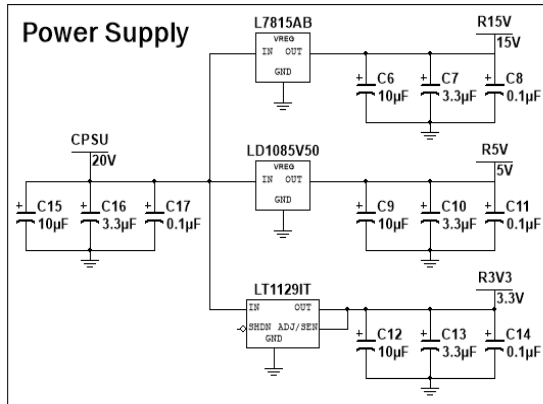 Power Supply
L7815AB
VREG
IN OUT
GND
R15V
15V
+ C6
10µF
+ C7
3.3µF
+ C8
0.1µF
CPSU
20V
+ C15
10µF
+ C16
3.3µF
+ C17
0.1µF
LD1085V50
VREG
IN OUT
GND
R5V
5V
+ C9
10µF
+ C10
3.3µF
+ C11
0.1µF
LT1129IT
IN OUT
SHDN ADJ/SEN
GND
R3V3
3.3V
+ C12
10µF
+ C13
3.3µF
+ C14
0.1µF